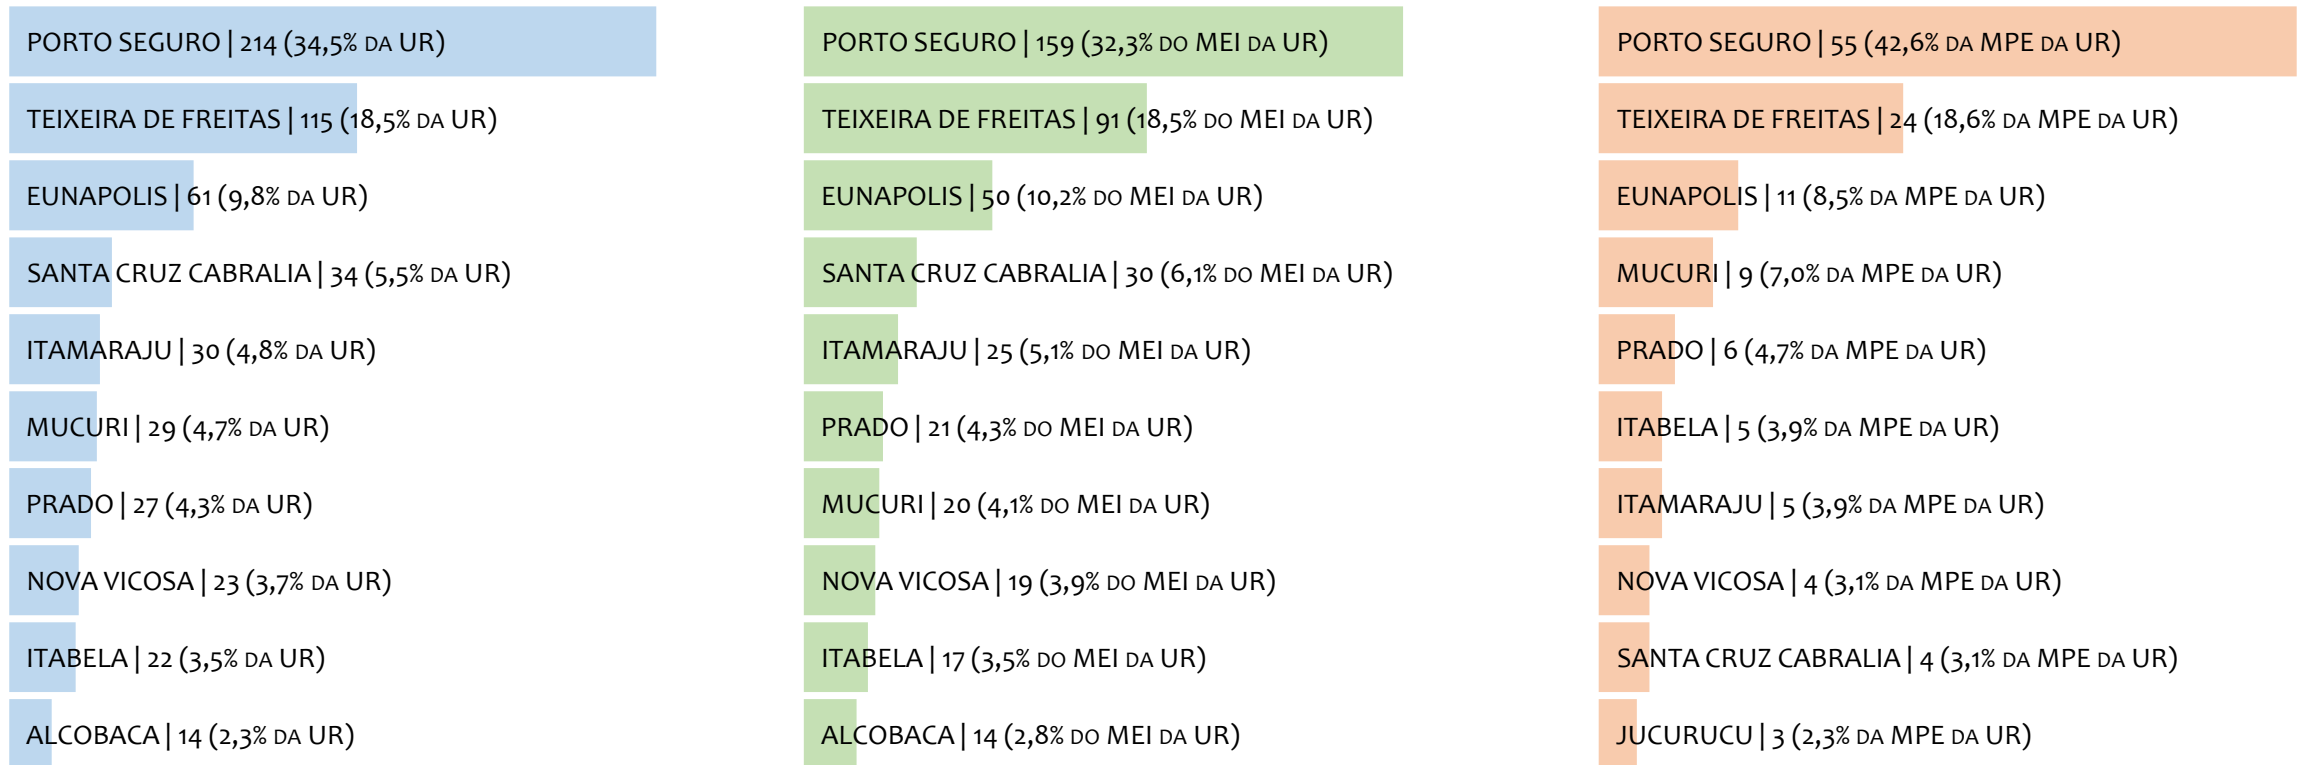 PORTO SEGURO | 214 (34,5% DA UR)
TEIXEIRA DE FREITAS | 115 (18,5% DA UR)
EUNAPOLIS | 61 (9,8% DA UR)
SANTA CRUZ CABRALIA | 34 (5,5% DA UR)
ITAMARAJU | 30 (4,8% DA UR)
MUCURI | 29 (4,7% DA UR)
PRADO | 27 (4,3% DA UR)
NOVA VICOSA | 23 (3,7% DA UR)
ITABELA | 22 (3,5% DA UR)
ALCOBACA | 14 (2,3% DA UR)
PORTO SEGURO | 159 (32,3% DO MEI DA UR)
TEIXEIRA DE FREITAS | 91 (18,5% DO MEI DA UR)
EUNAPOLIS | 50 (10,2% DO MEI DA UR)
SANTA CRUZ CABRALIA | 30 (6,1% DO MEI DA UR)
ITAMARAJU | 25 (5,1% DO MEI DA UR)
PRADO | 21 (4,3% DO MEI DA UR)
MUCURI | 20 (4,1% DO MEI DA UR)
NOVA VICOSA | 19 (3,9% DO MEI DA UR)
ITABELA | 17 (3,5% DO MEI DA UR)
ALCOBACA | 14 (2,8% DO MEI DA UR)
PORTO SEGURO | 55 (42,6% DA MPE DA UR)
TEIXEIRA DE FREITAS | 24 (18,6% DA MPE DA UR)
EUNAPOLIS | 11 (8,5% DA MPE DA UR)
MUCURI | 9 (7,0% DA MPE DA UR)
PRADO | 6 (4,7% DA MPE DA UR)
ITABELA | 5 (3,9% DA MPE DA UR)
ITAMARAJU | 5 (3,9% DA MPE DA UR)
NOVA VICOSA | 4 (3,1% DA MPE DA UR)
SANTA CRUZ CABRALIA | 4 (3,1% DA MPE DA UR)
JUCURUCU | 3 (2,3% DA MPE DA UR)